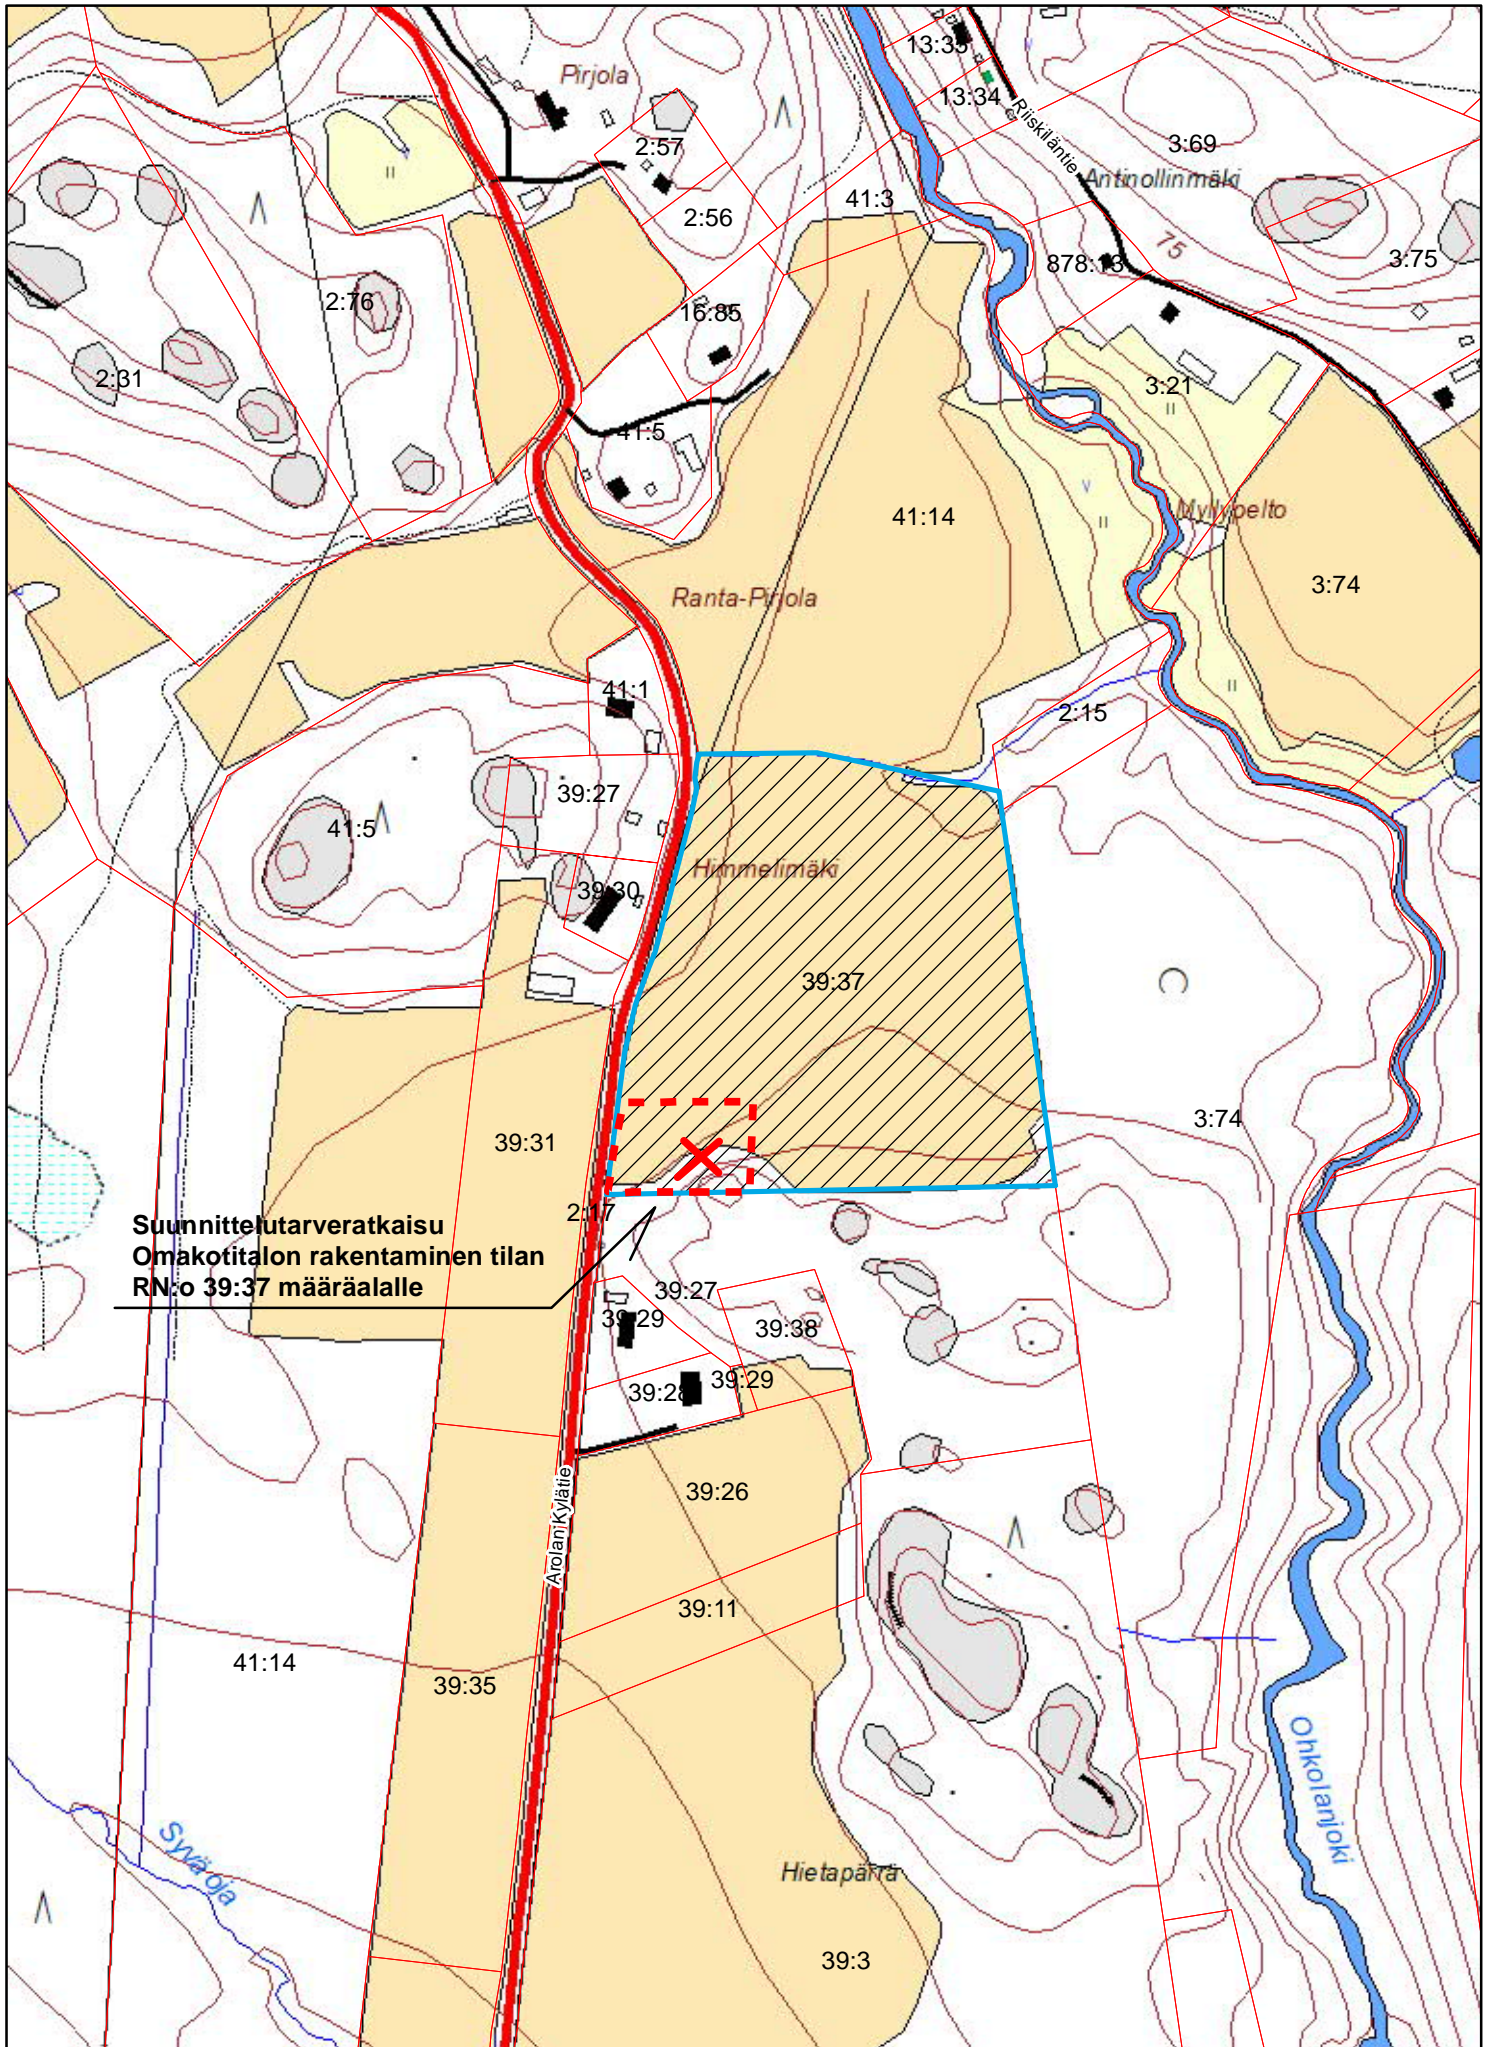 13:35
Pirjola
13:34
Riiskiläntie
2:57
3:69
Antinollinmäki
41:3
2:56
75
878:13
3:75
2:76
16:85
2:31
3:21
41:5
41:14
Myllypelto
3:74
Ranta-Pirjola
41:1
2:15
39:27
41:5
Himmelimäki
39:30
39:37
39:31
3:74
2:17
Suunnittelutarveratkaisu
Omakotitalon rakentaminen tilan
RN:o 39:37 määräalalle
39:27
39:29
39:38
39:28
39:29
39:26
Arolan Kylätie
39:11
41:14
39:35
Ohkolanjoki
Syväoja
Hietapärrä
39:3